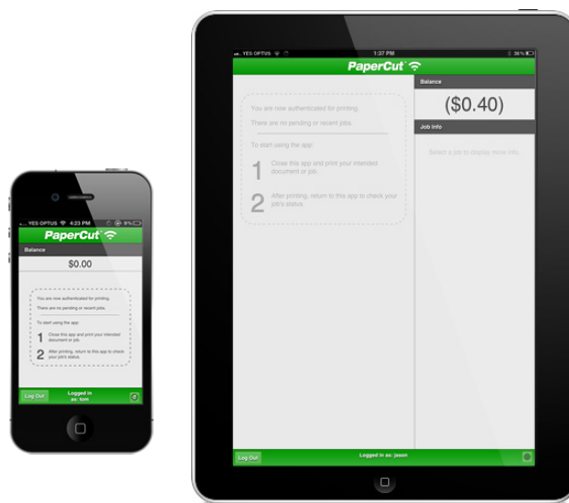 YES OPTUS 4:23 PM 9%
PaperCut
Balance
$0.00
You are now authenticated for printing.
There are no pending or recent jobs.
To start using the app:
1 Close this app and print your intended
document or job.
2 After printing, return to this app to check
your job's status.
Log Out
Logged in
as: tom
YES OPTUS 1:37 PM 36%
PaperCut
Balance
($0.40)
Job Info
Select a job to display more info
You are now authenticated for printing.
There are no pending or recent jobs.
To start using the app:
1 Close this app and print your intended
document or job.
2 After printing, return to this app to check your
job's status.
Log Out
Logged in as: jason